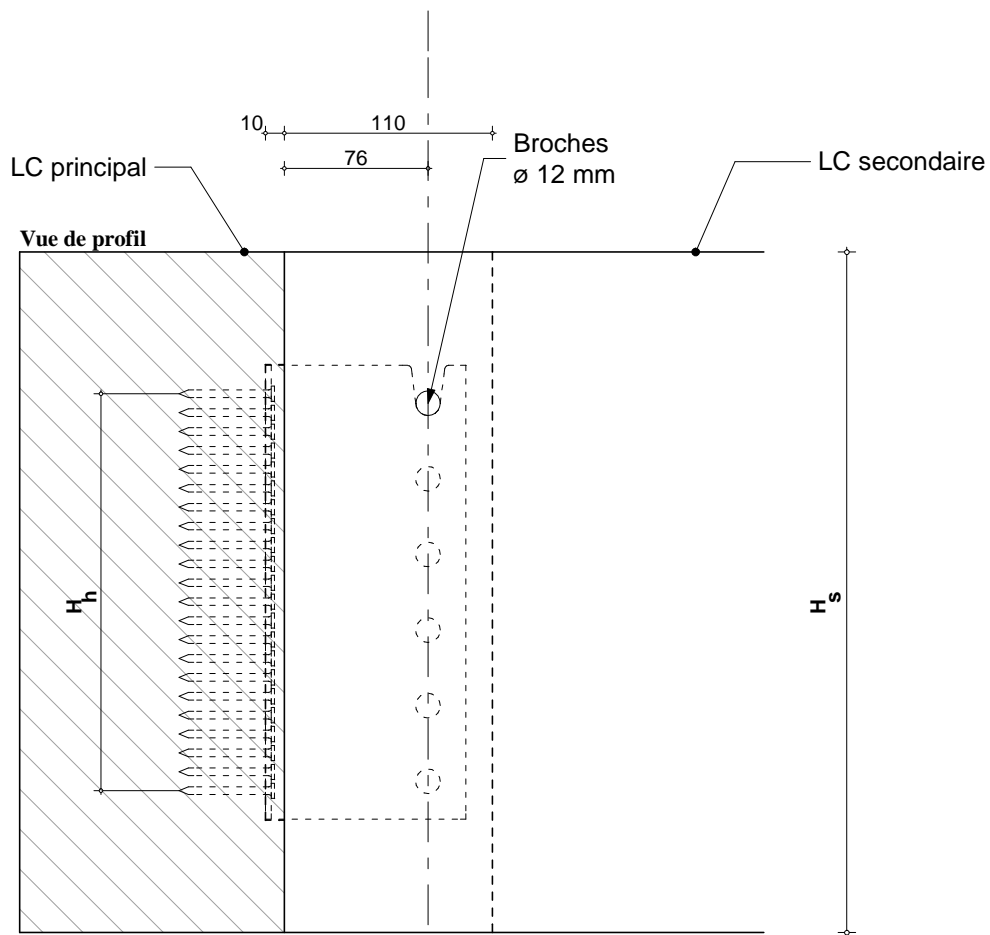 10
110
76
Broches
ø 12 mm
LC principal
LC secondaire
Vue de profil
Hh
Hs